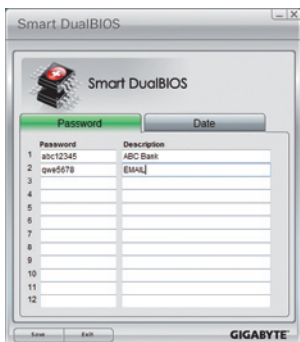 Smart DualBIOS
Smart DualBIOS
Password Date
Password Description
1 abc12345 ABC Bank
2 qwe5678 EMAIL
3
4
5
6
7
8
9
10
11
12
Save Exit GIGABYTE